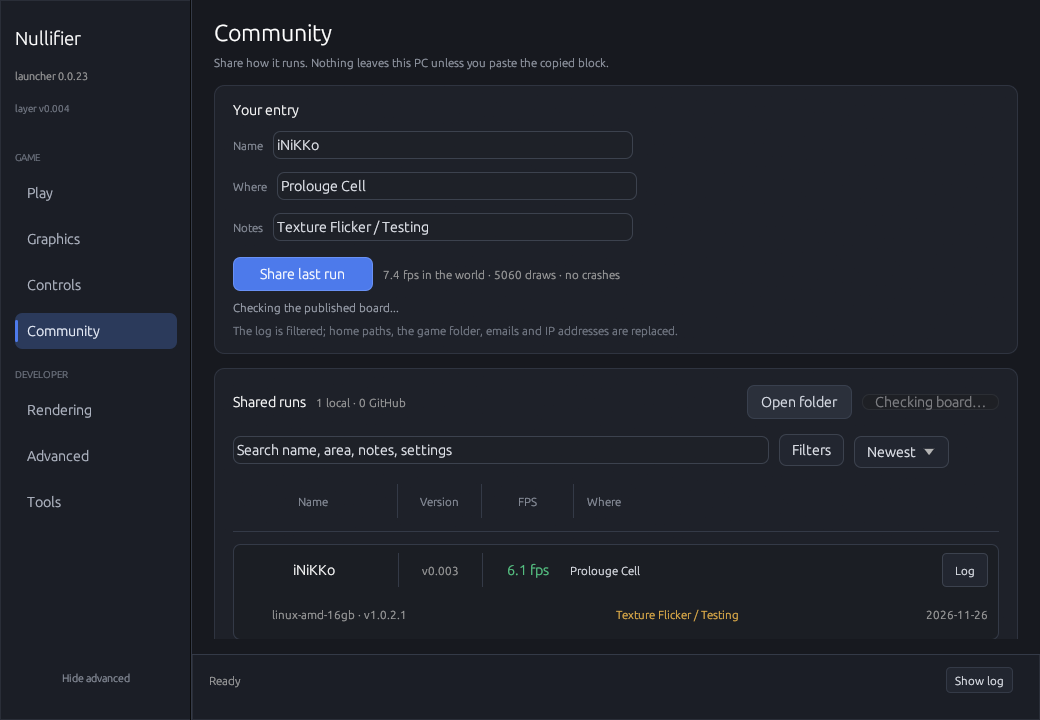 Nullifier
launcher 0.0.23
layer v0.004
GAME
Play
Graphics
Controls
Community
DEVELOPER
Rendering
Advanced
Tools
Hide advanced
Community
Share how it runs. Nothing leaves this PC unless you paste the copied block.
Your entry
Name iNiKKo
Where Prolouge Cell
Notes Texture Flicker / Testing
Share last run 7.4 fps in the world · 5060 draws · no crashes
Checking the published board...
The log is filtered; home paths, the game folder, emails and IP addresses are replaced.
Shared runs 1 local · 0 GitHub Open folder Checking board...
Search name, area, notes, settings Filters Newest
Name Version FPS Where
iNiKKo v0.003 6.1 fps Prolouge Cell Log
linux-amd-16gb · v1.0.2.1 Texture Flicker / Testing 2026-11-26
Ready Show log